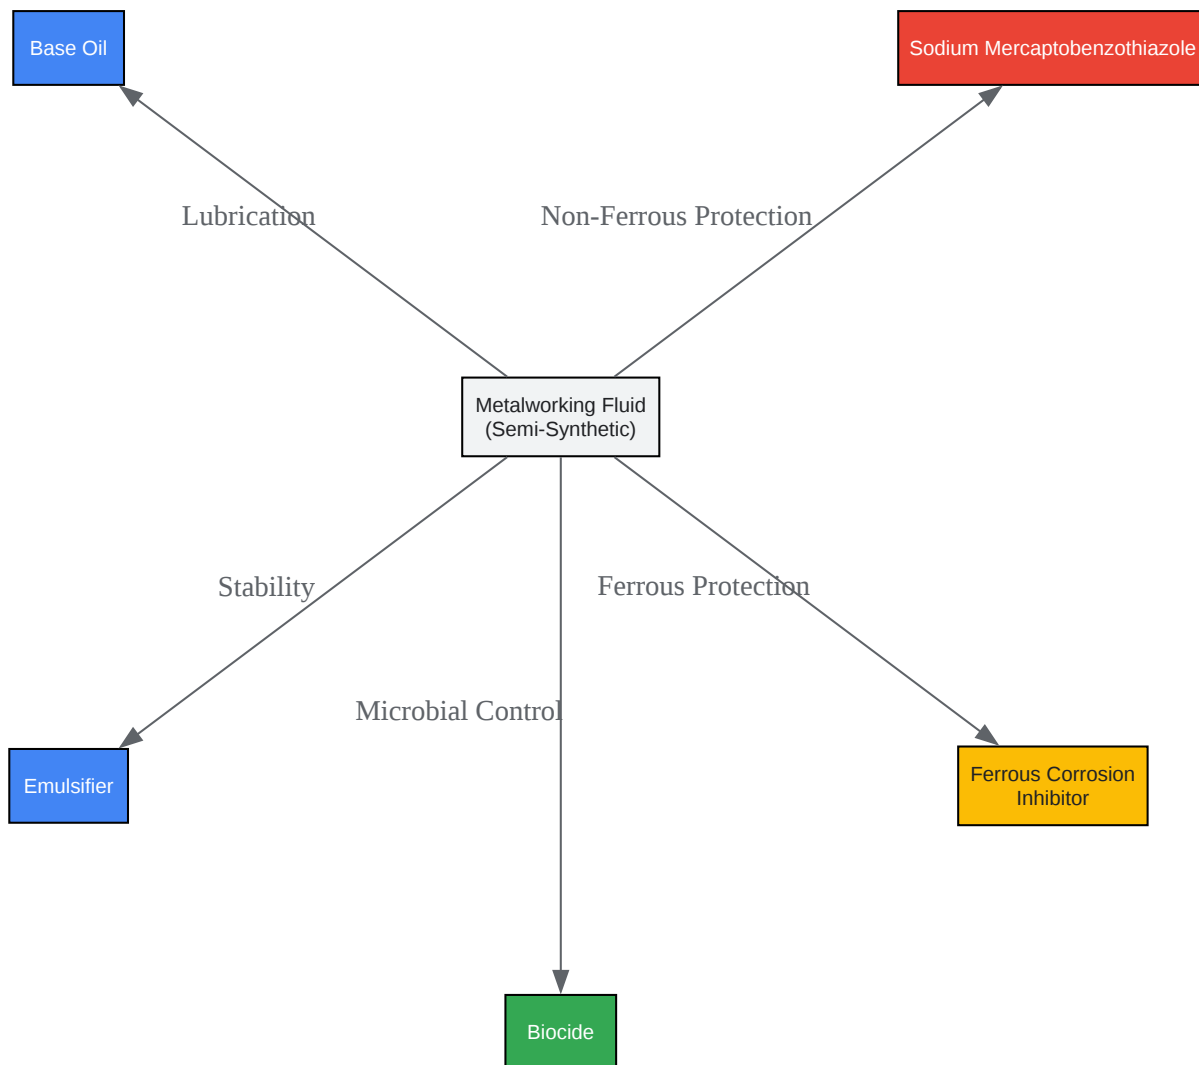 Base Oil
Sodium Mercaptobenzothiazole
Lubrication
Non-Ferrous Protection
Metalworking Fluid
(Semi-Synthetic)
Stability
Ferrous Protection
Microbial Control
Emulsifier
Ferrous Corrosion
Inhibitor
Biocide